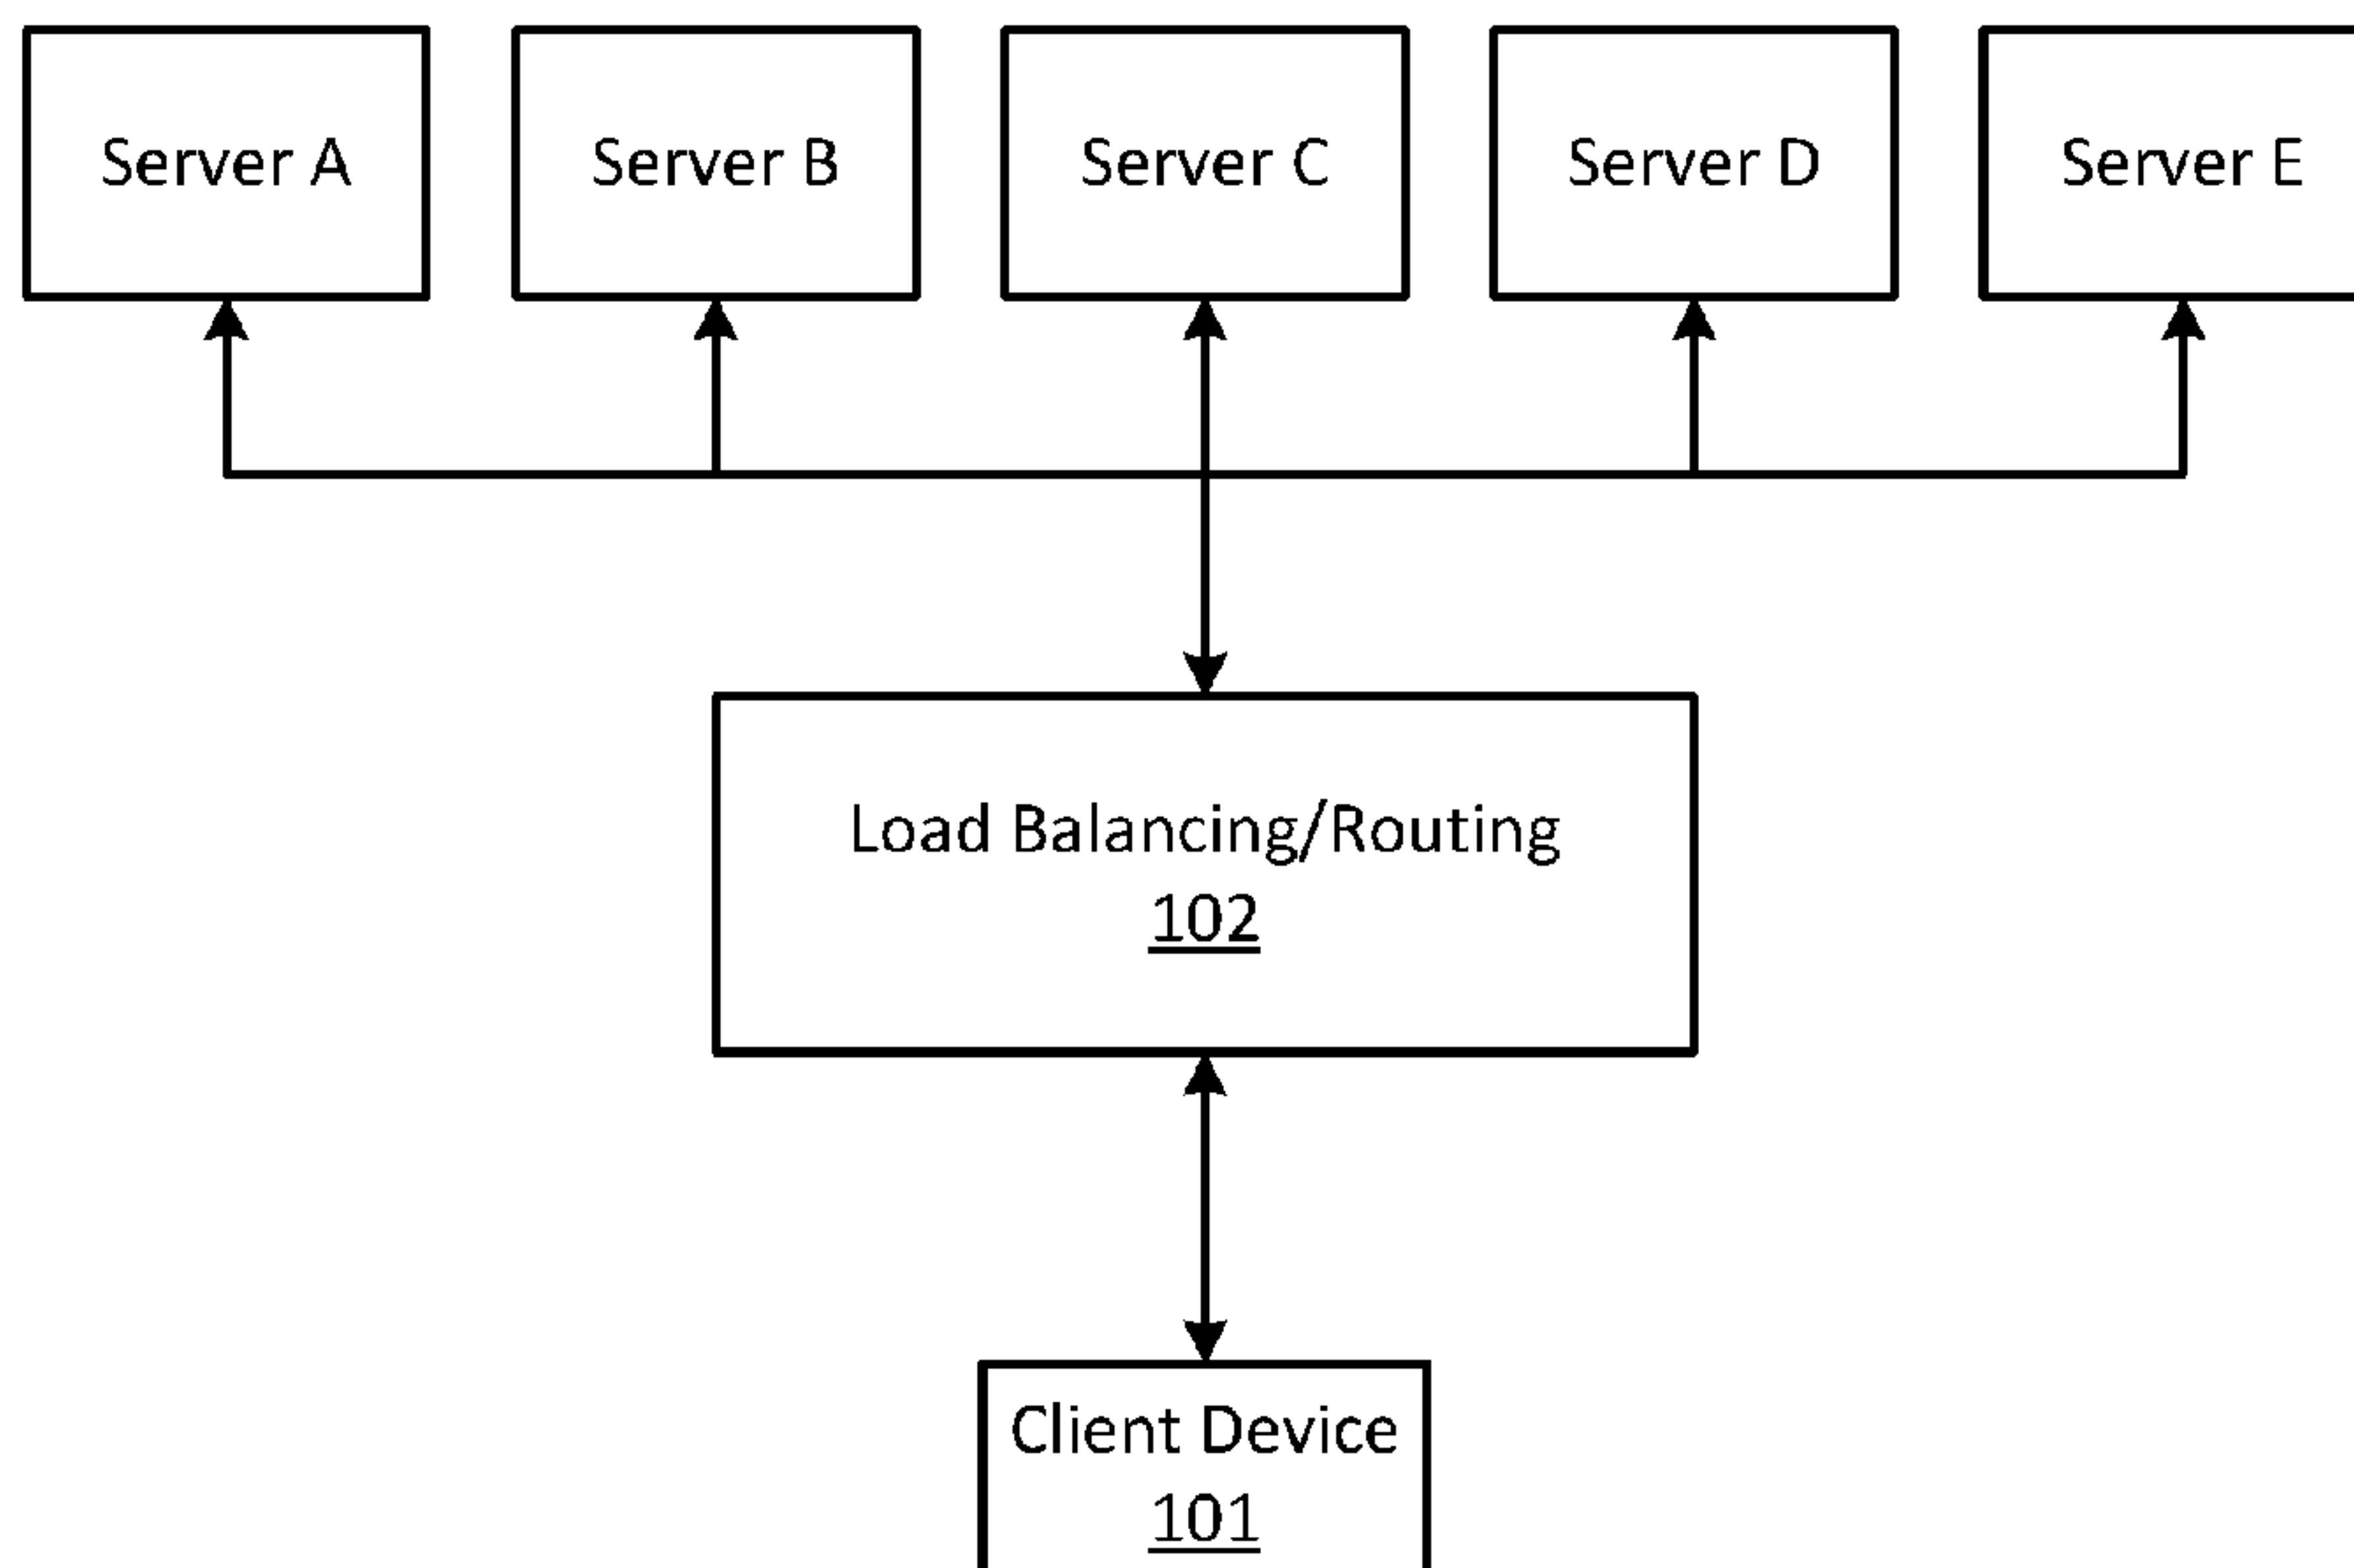 Server A
Server B
Server C
Server D
Server E
Load Balancing/Routing
102
Client Device
101